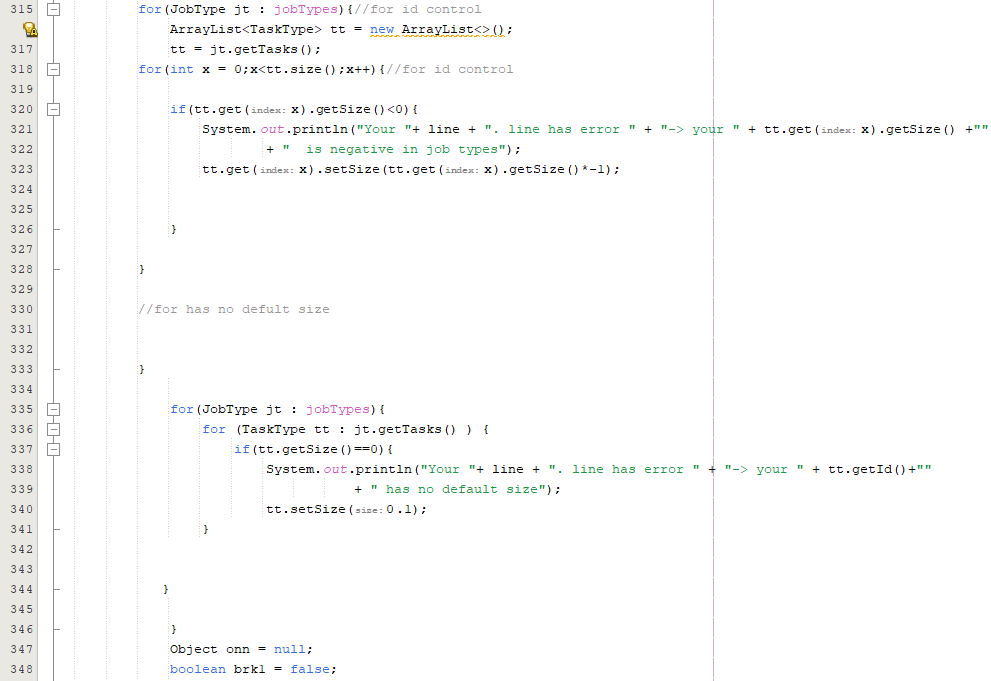 315 for(JobType jt : jobTypes){//for id control
ArrayList<TaskType> tt = new ArrayList<>();
317 tt = jt.getTasks();
318 for(int x = 0;x<tt.size();x++){//for id control
319
320 if(tt.get(index: x).getSize()<0){
321 System.out.println("Your "+ line + ". line has error " + "-> your " + tt.get(index: x).getSize() +""
322 + "  is negative in job types");
323 tt.get(index: x).setSize(tt.get(index: x).getSize()*-1);
324
325
326 }
327
328 }
329
330 //for has no defult size
331
332
333 }
334
335 for(JobType jt : jobTypes){
336 for (TaskType tt : jt.getTasks() ) {
337 if(tt.getSize()==0){
338 System.out.println("Your "+ line + ". line has error " + "-> your " + tt.getId()+""
339 + " has no default size");
340 tt.setSize(size: 0.1);
341 }
342
343
344 }
345
346 }
347 Object onn = null;
348 boolean brk1 = false;